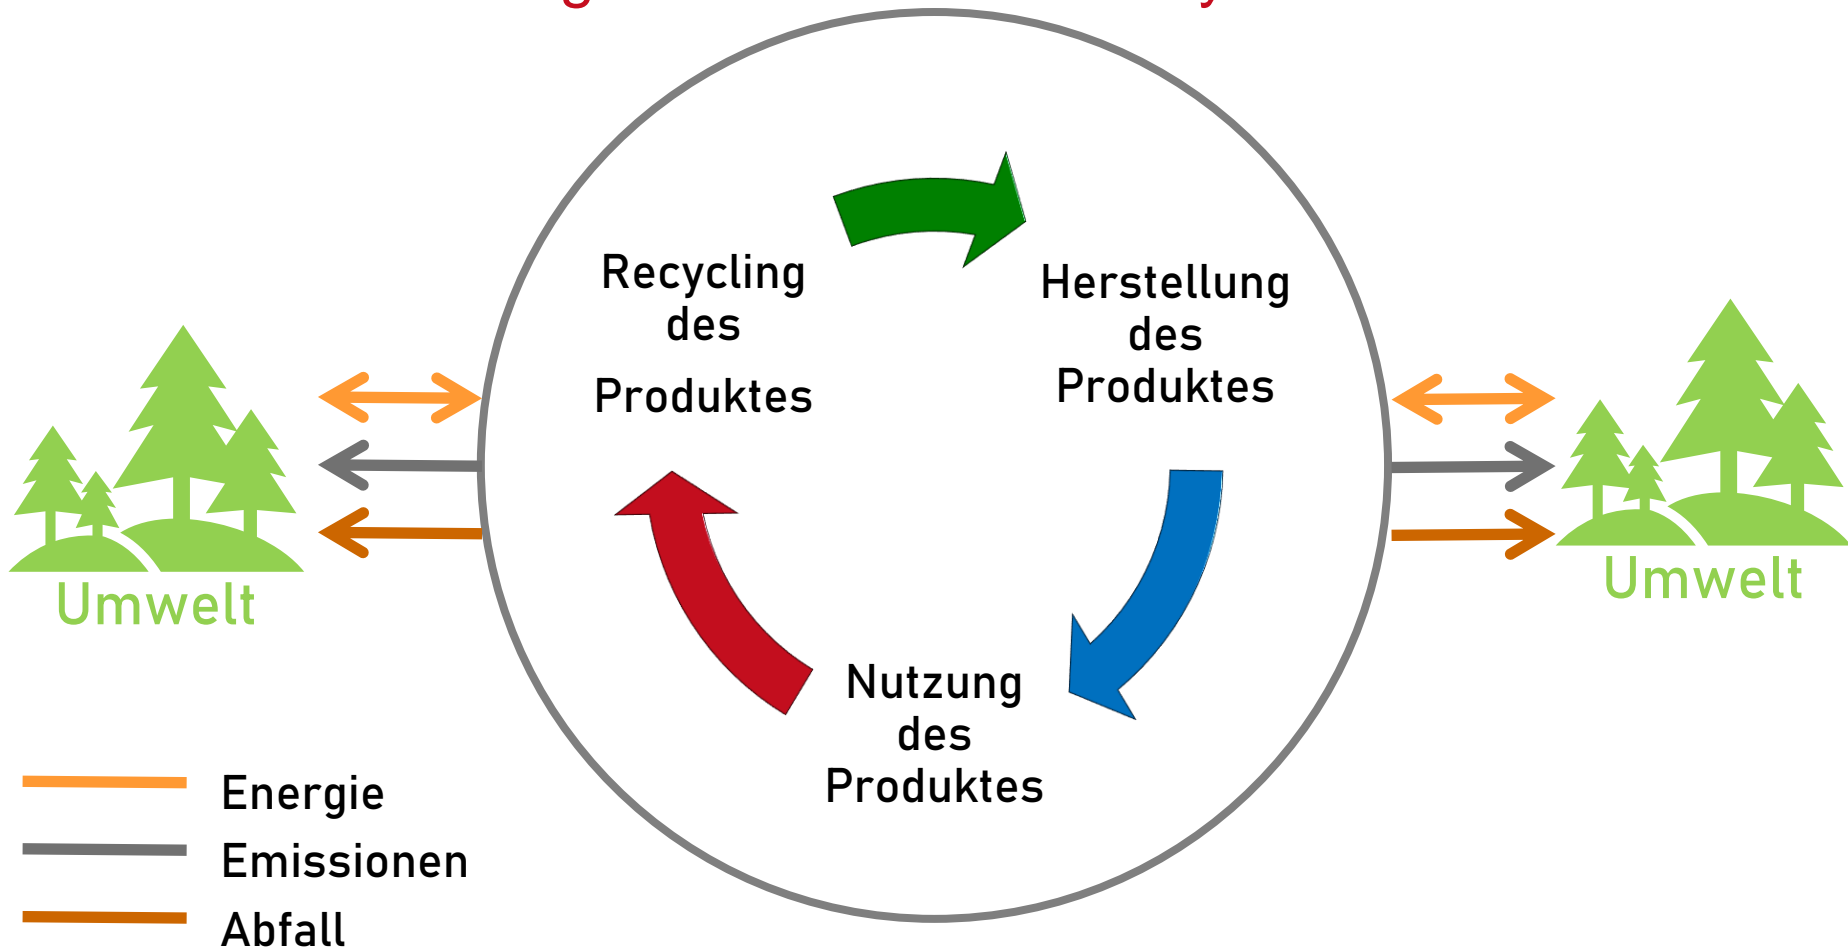 Recycling
des
Produktes
Herstellung
des
Produktes
Umwelt
Umwelt
Nutzung
des
Produktes
Energie
Emissionen
Abfall